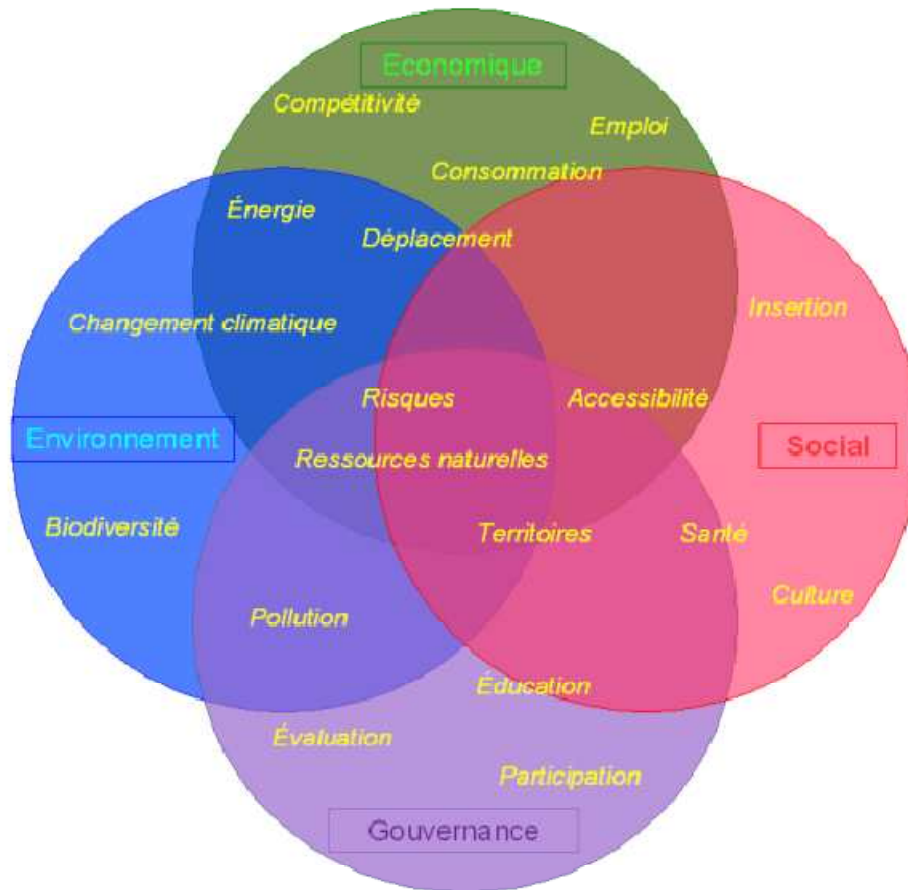 Economique
Compétitivité
Emploi
Consommation
Énergie
Déplacement
Insertion
Changement climatique
Risques
Accessibilité
Environnement
Social
Ressources naturelles
Biodiversité
Territoires
Santé
Culture
Pollution
Éducation
Évaluation
Participation
Gouvernance